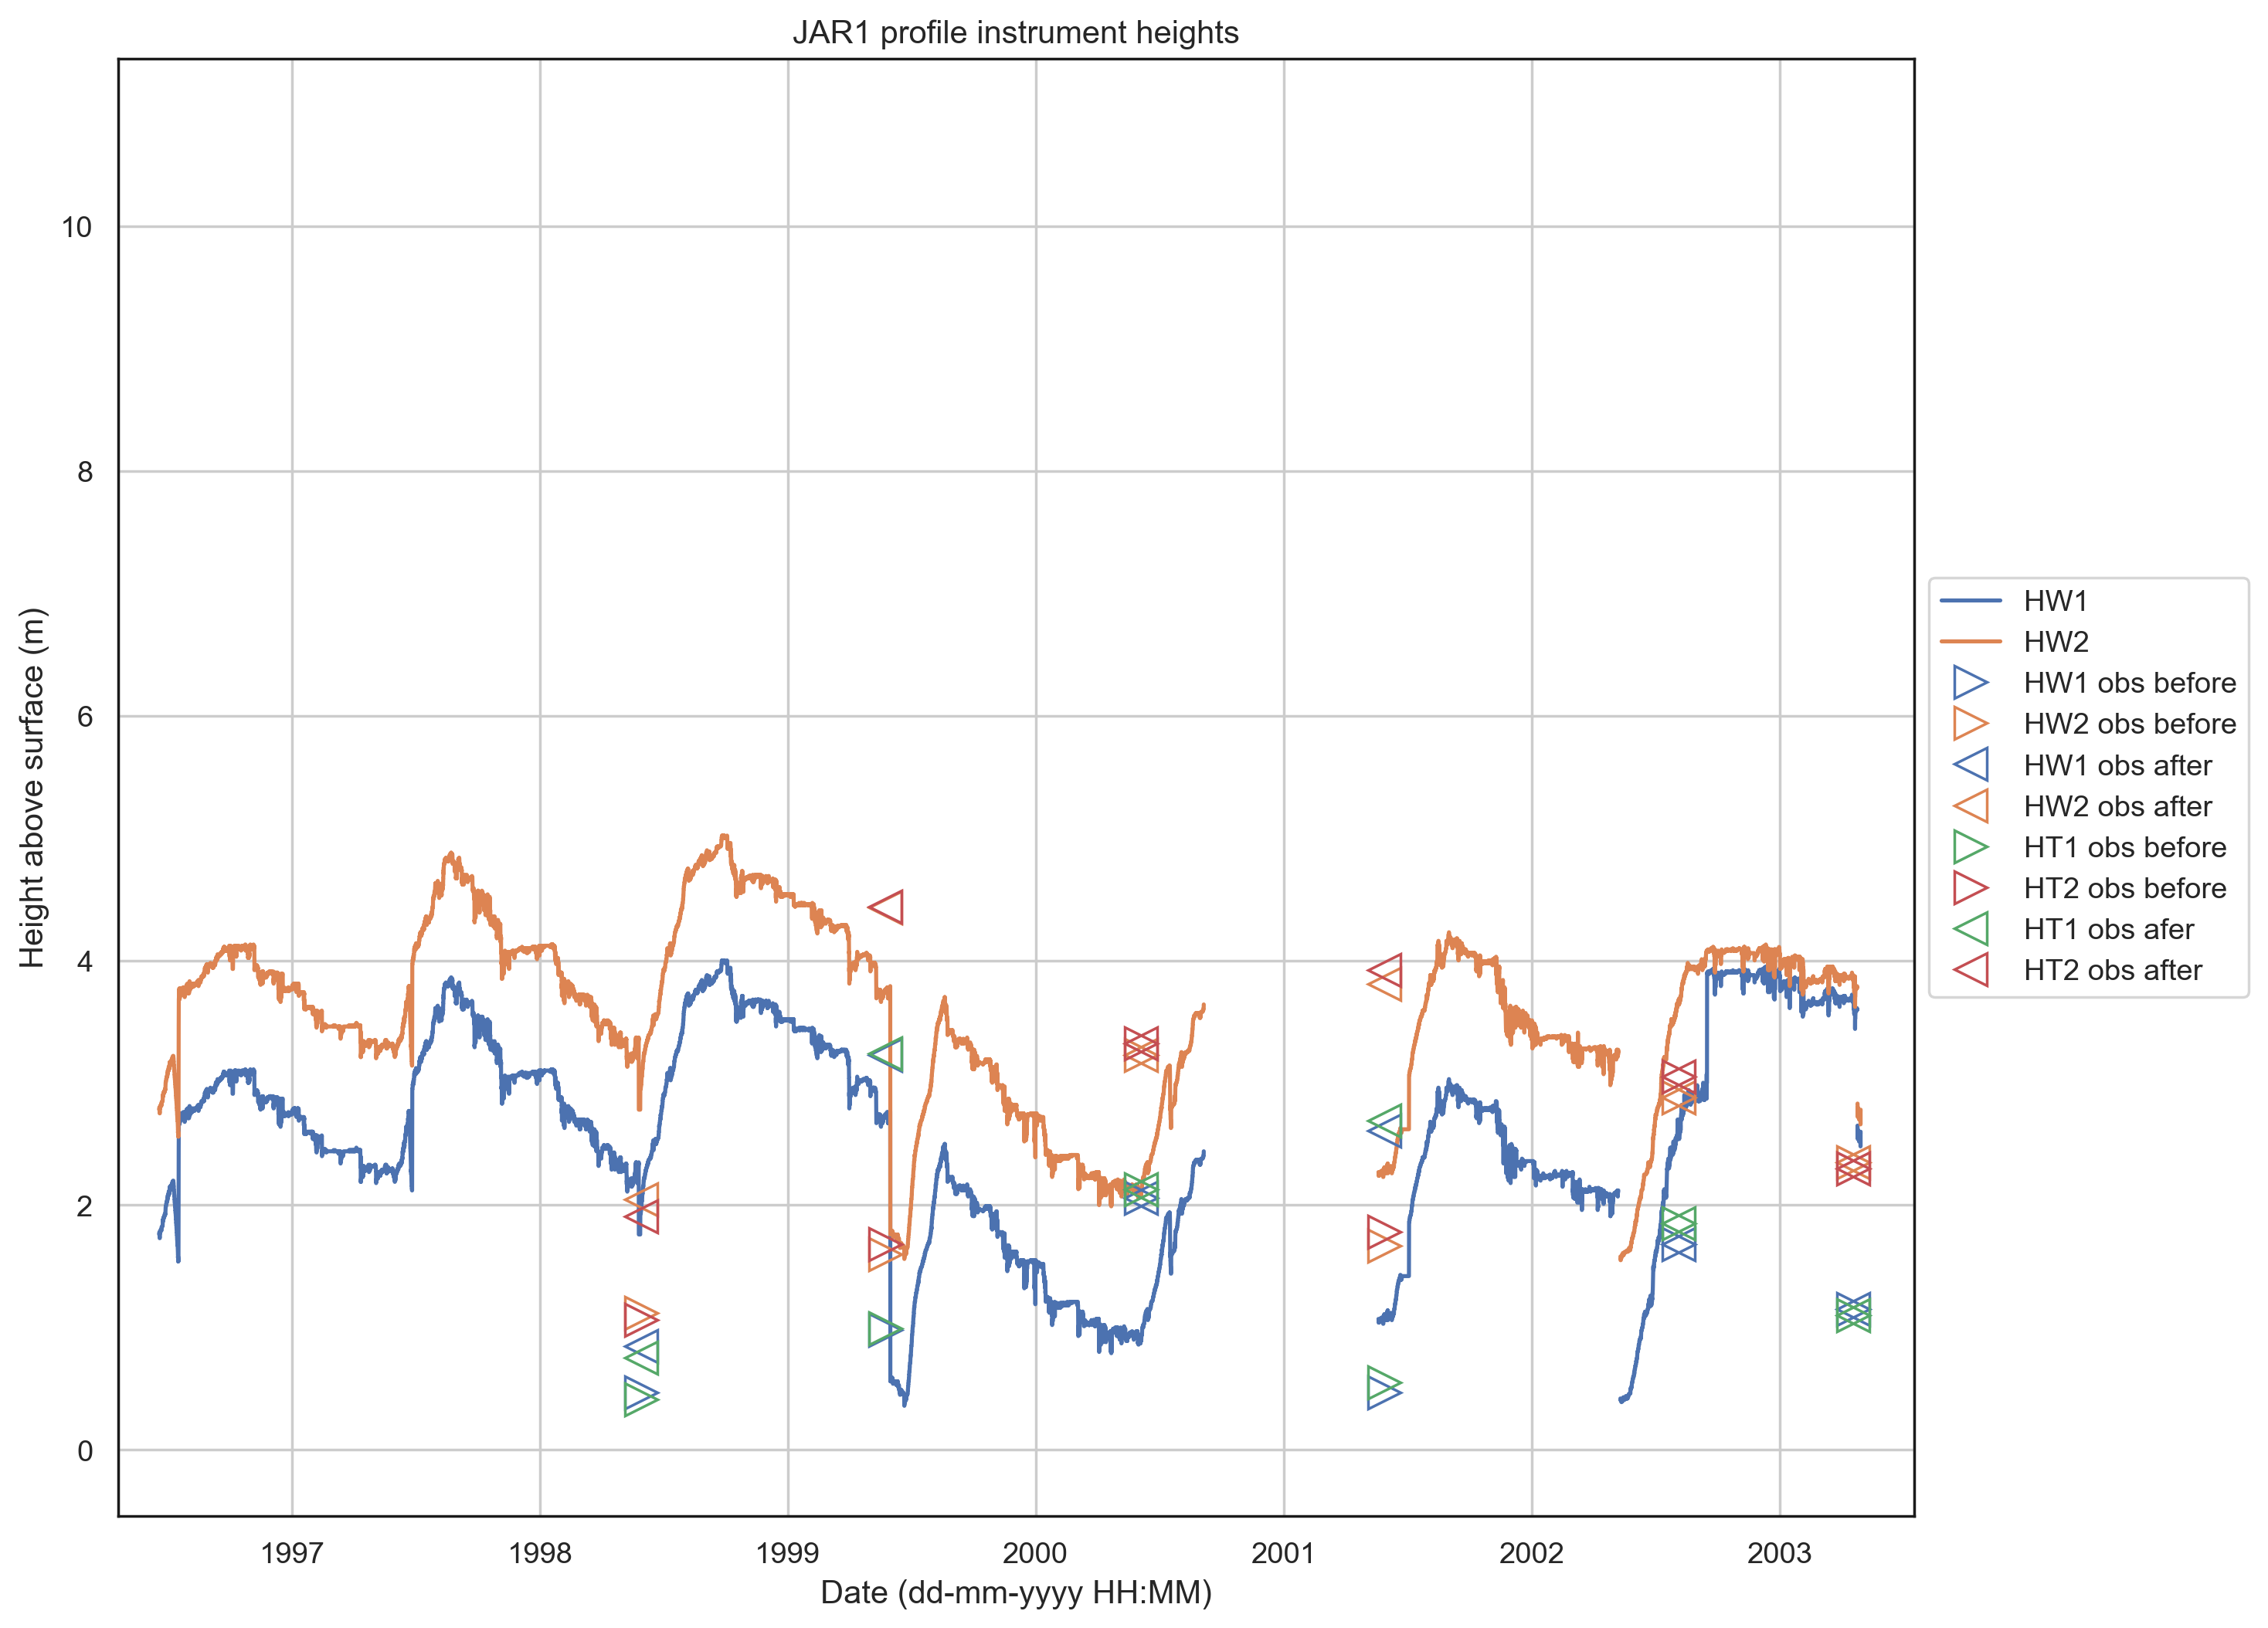 JAR1 profile instrument heights
Height above surface (m)
10
8
6
4
2
0
1997 1998 1999 2000 2001 2002 2003
Date (dd-mm-yyyy HH:MM)
HW1
HW2
HW1 obs before
HW2 obs before
HW1 obs after
HW2 obs after
HT1 obs before
HT2 obs before
HT1 obs afer
HT2 obs after